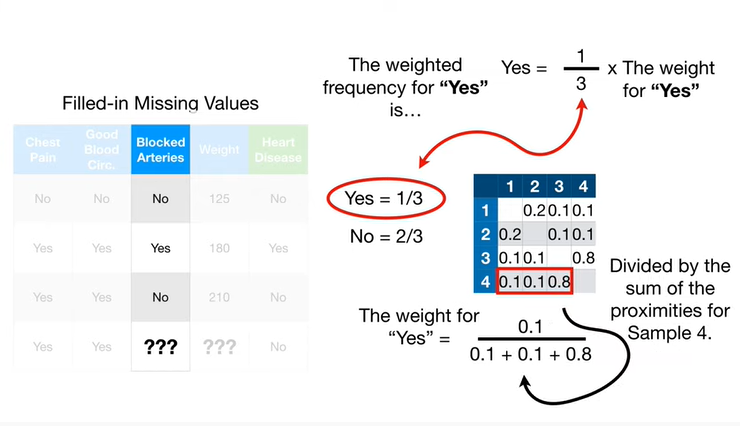 The weighted
frequency for "Yes"
is...
Yes = 1
3
x The weight
for "Yes"
Filled-in Missing Values
Chest Pain Good Blood Circ. Blocked Arteries Weight Heart Disease
No No No 125 No
Yes Yes Yes 180 Yes
Yes Yes No 210 No
Yes Yes ??? ??? No
Yes = 1/3
No = 2/3
1 2 3 4
1 0.2 0.1 0.1
2 0.2 0.1 0.1
3 0.1 0.1 0.8
4 0.1 0.1 0.8
Divided by the
sum of the
proximities for
Sample 4.
The weight for
"Yes" =
0.1
0.1 + 0.1 + 0.8